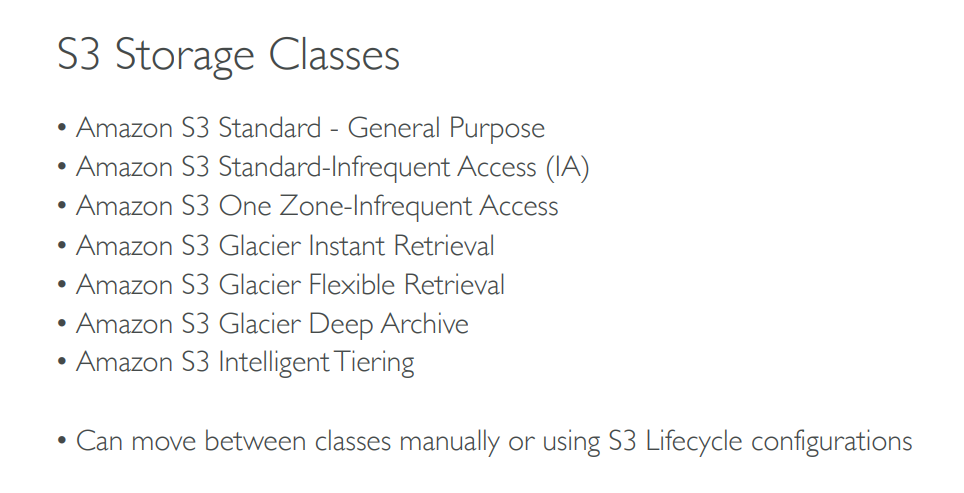 S3 Storage Classes
• Amazon S3 Standard - General Purpose
• Amazon S3 Standard-Infrequent Access (IA)
• Amazon S3 One Zone-Infrequent Access
• Amazon S3 Glacier Instant Retrieval
• Amazon S3 Glacier Flexible Retrieval
• Amazon S3 Glacier Deep Archive
• Amazon S3 Intelligent Tiering
• Can move between classes manually or using S3 Lifecycle configurations